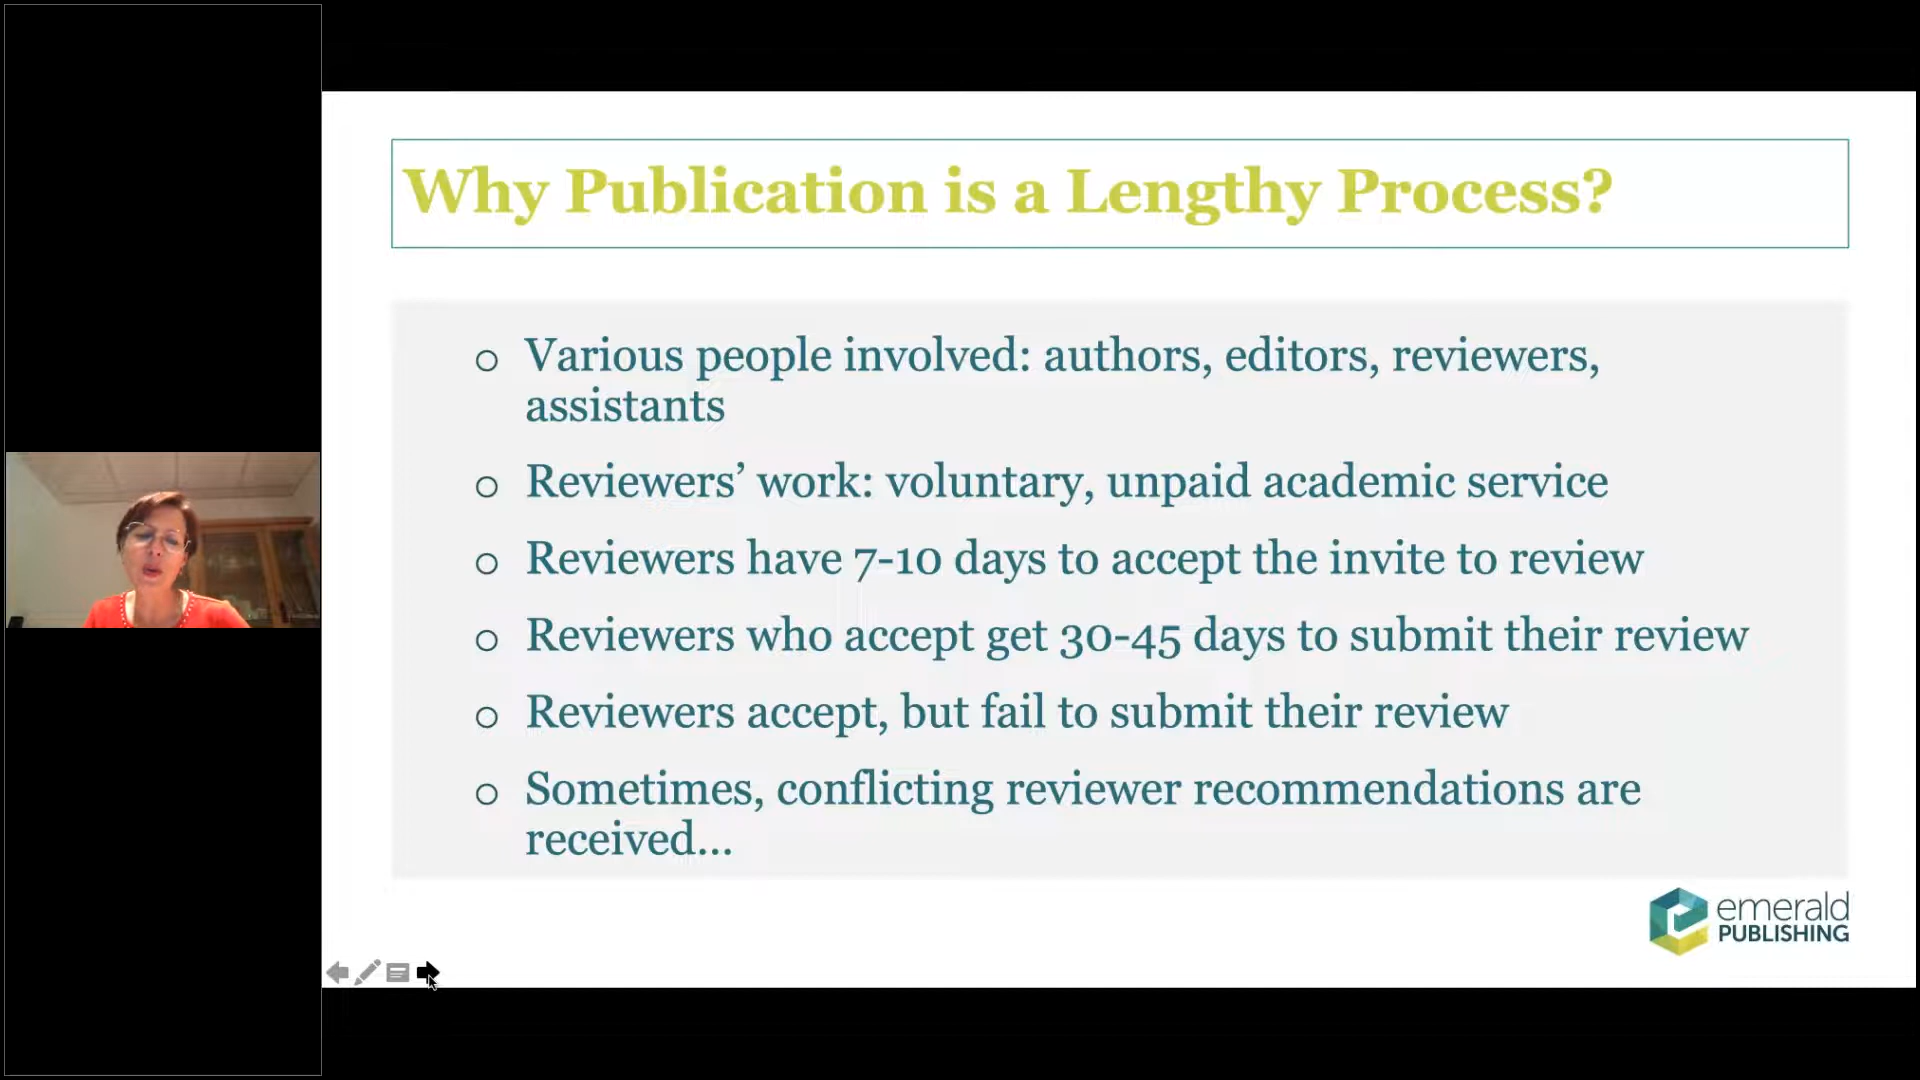 Why Publication is a Lengthy Process?
Various people involved: authors, editors, reviewers,
assistants
Reviewers’ work: voluntary, unpaid academic service
Reviewers have 7-10 days to accept the invite to review
Reviewers who accept get 30-45 days to submit their review
Reviewers accept, but fail to submit their review
Sometimes, conflicting reviewer recommendations are
received...
emerald
PUBLISHING